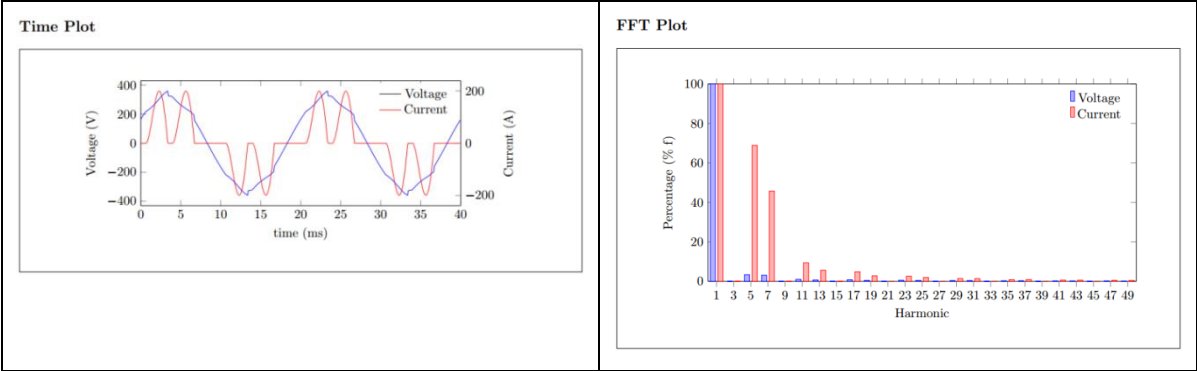 Time Plot
400
200
0
−200
−400
Voltage (V)
200
0
−200
Current (A)
Voltage
Current
0 5 10 15 20 25 30 35 40
time (ms)
FFT Plot
100
80
60
40
20
0
Percentage (% f)
Voltage
Current
1 3 5 7 9 11 13 15 17 19 21 23 25 27 29 31 33 35 37 39 41 43 45 47 49
Harmonic